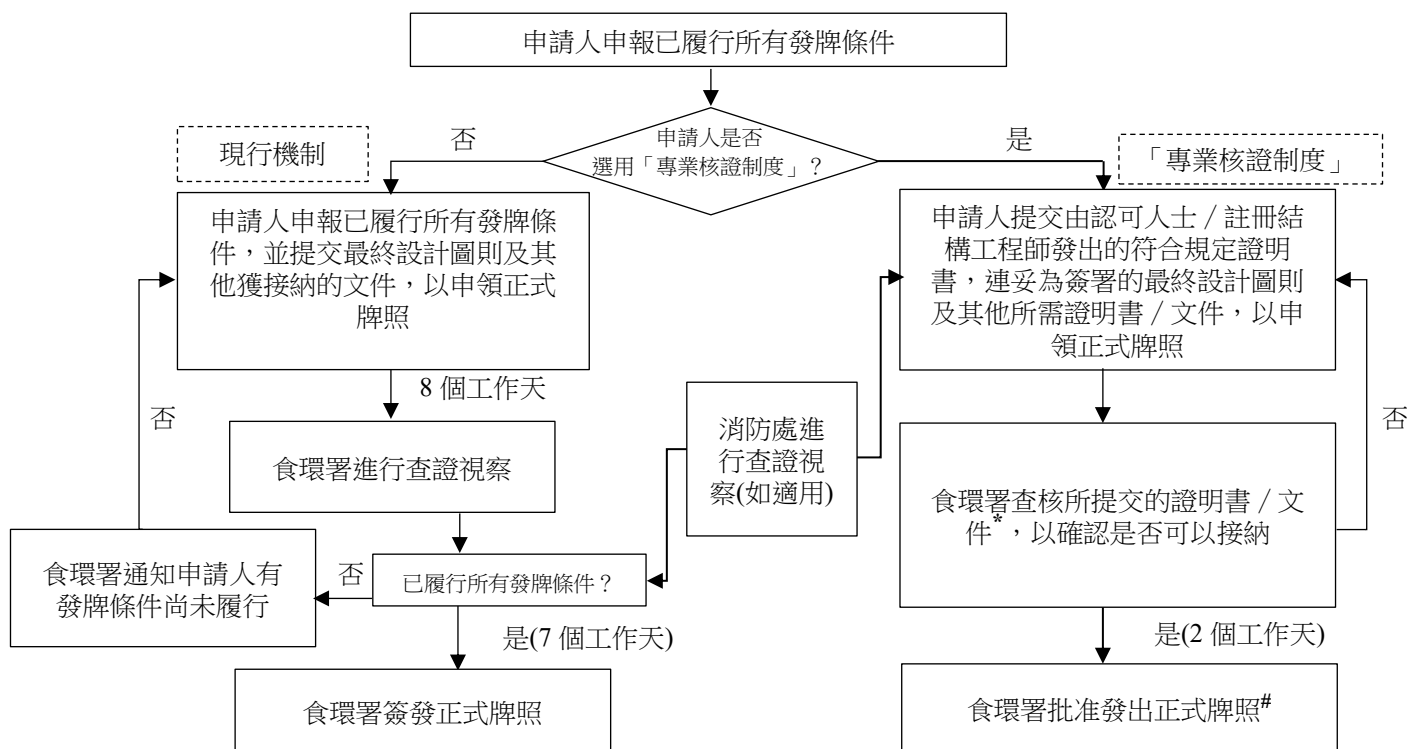 申請人申報已履行所有發牌條件
申請人是否
選用「專業核證制度」？
否
是
現行機制
「專業核證制度」
申請人申報已履行所有發牌條
件，並提交最終設計圖則及其
他獲接納的文件，以申領正式
牌照
申請人提交由認可人士／註冊結
構工程師發出的符合規定證明
書，連妥為簽署的最終設計圖則
及其他所需證明書／文件，以申
領正式牌照
8 個工作天
否
否
食環署進行查證視察
消防處進
行查證視
察(如適用)
食環署查核所提交的證明書／文
件*，以確認是否可以接納
食環署通知申請人有
發牌條件尚未履行
否
已履行所有發牌條件？
是(7 個工作天)
是(2 個工作天)
食環署簽發正式牌照
食環署批准發出正式牌照#